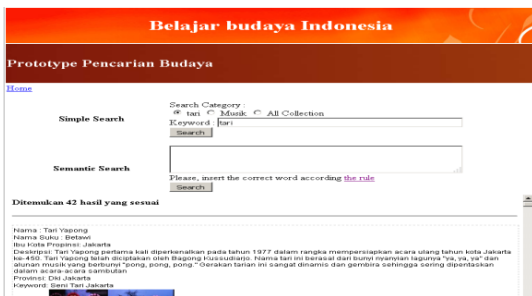 Belajar budaya Indonesia
Prototype Pencarian Budaya
Home
Simple Search
Search Category :
tari Musik All Collection
Keyword : tari
Search
Semantic Search
Please, insert the correct word according the rule
Search
Ditemukan 42 hasil yang sesuai
Nama : Tari Yapong
Nama Suku : Betawi
Ibu Kota Propinsi: Jakarta
Deskripsi: Tari Yapong pertama kali diperkenalkan pada tahun 1977 dalam rangka mempersiapkan acara ulang tahun kota Jakarta
ke-450. Tari Yapong telah diciptakan oleh Bagong Kussudiarjo. Nama tari ini berasal dari bunyi nyanyian lagunya "ya, ya, ya" dan
alunan musik yang berbunyi "pong, pong, pong." Gerakan tarian ini sangat dinamis dan gembira sehingga sering dipentaskan
dalam acara-acara sambutan
Provinsi: Dki Jakarta
Keyword: Seni Tari Jakarta